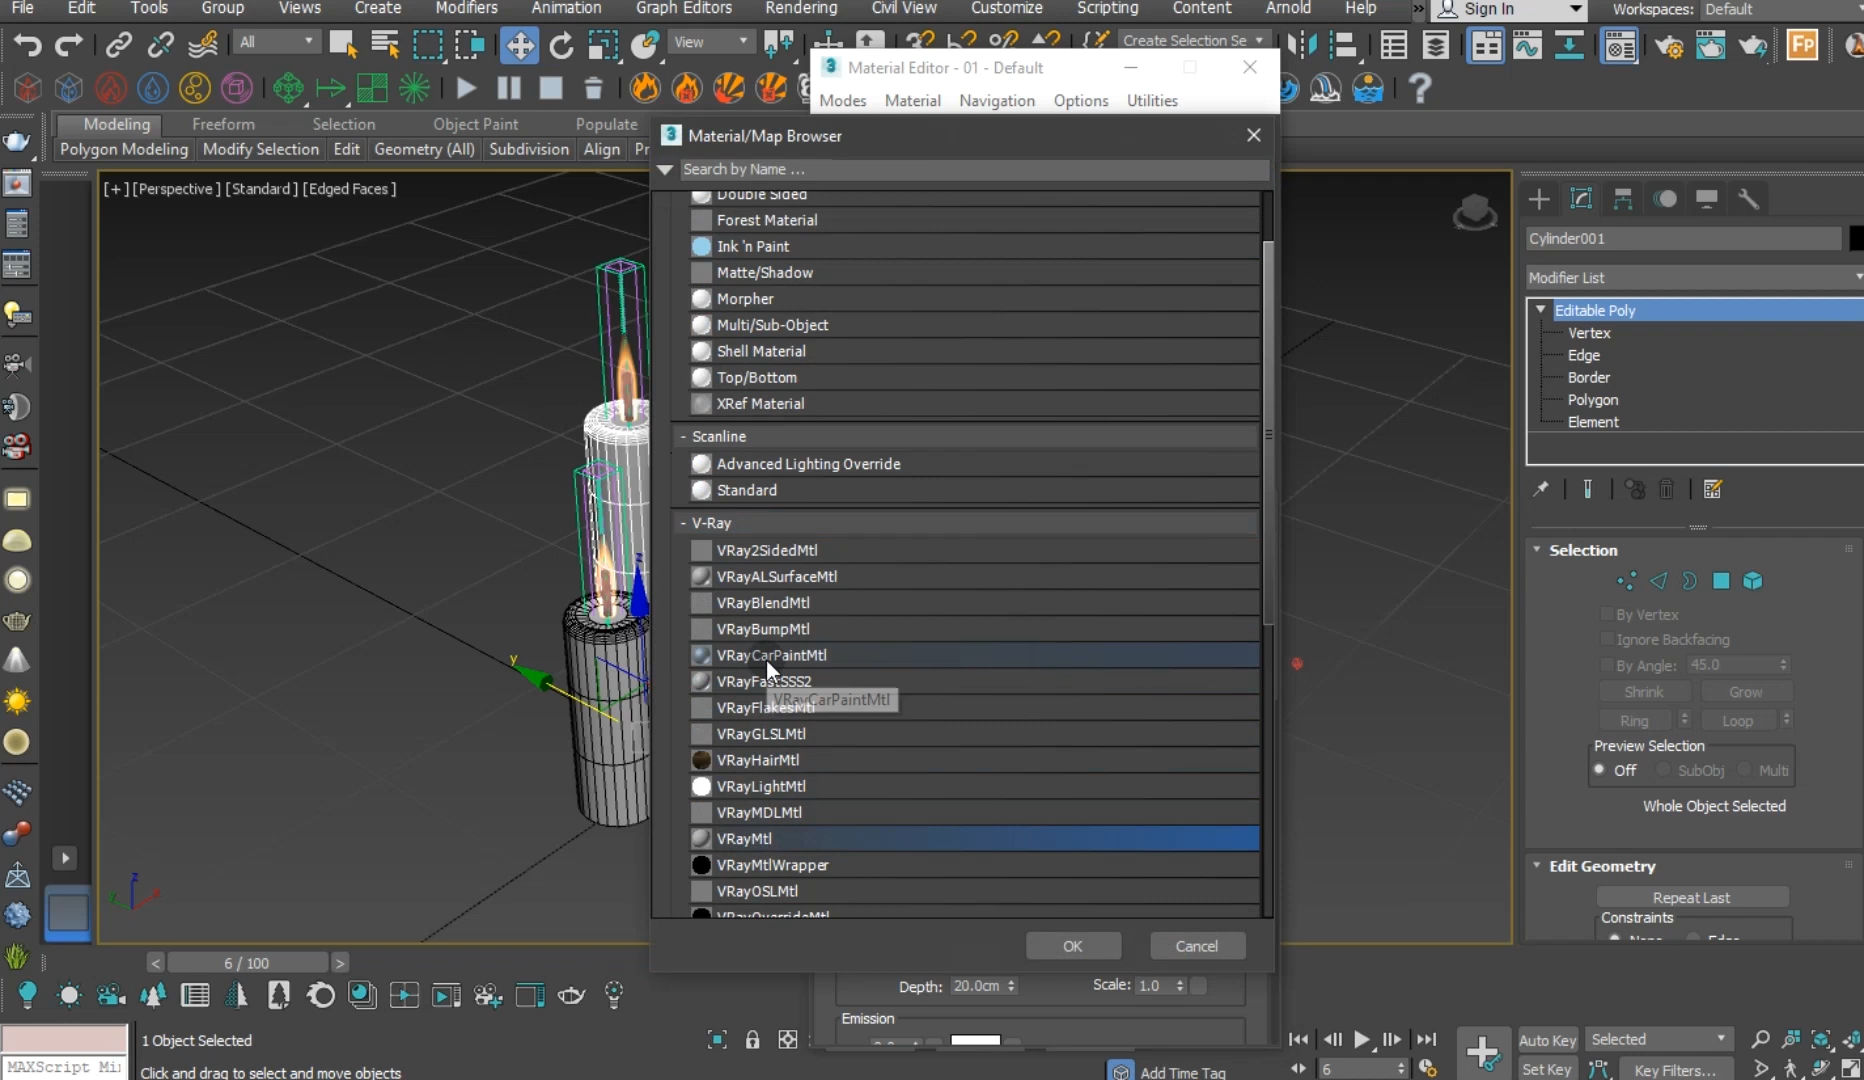 File Edit Tools Group Views Create Modifiers Animation Graph Editors Rendering Civil View Customize Scripting Content Arnold Help » Sign In Workspaces: Default
All View Create Selection Se Fp
Material Editor - 01 - Default
Modes Material Navigation Options Utilities
Modeling Freeform Selection Object Paint Populate
Polygon Modeling Modify Selection Edit Geometry (All) Subdivision Align
Material/Map Browser
Search by Name ...
[+] [Perspective ] [Standard ] [Edged Faces ]
Double Sided
Forest Material
Ink 'n Paint
Matte/Shadow
Morpher
Multi/Sub-Object
Shell Material
Top/Bottom
XRef Material
- Scanline
Advanced Lighting Override
Standard
- V-Ray
VRay2SidedMtl
VRayALSurfaceMtl
VRayBlendMtl
VRayBumpMtl
VRayCarPaintMtl
VRayFastSSS2
VRayCarPaintMtl
VRayFlakesMtl
VRayGLSLMtl
VRayHairMtl
VRayLightMtl
VRayMDLMtl
VRayMtl
VRayMtlWrapper
VRayOSLMtl
VRayOverrideMtl
OK Cancel
Depth: 20.0cm Scale: 1.0
Emission
Cylinder001
Modifier List
Editable Poly
Vertex
Edge
Border
Polygon
Element
Selection
By Vertex
Ignore Backfacing
By Angle: 45.0
Shrink Grow
Ring Loop
Preview Selection
Off SubObj Multi
Whole Object Selected
Edit Geometry
Repeat Last
Constraints
z
y
z
< 6 / 100 >
1 Object Selected
MAXScript Mi
Click and drag to select and move objects
Add Time Tag
6
Auto Key Selected
Set Key Key Filters...